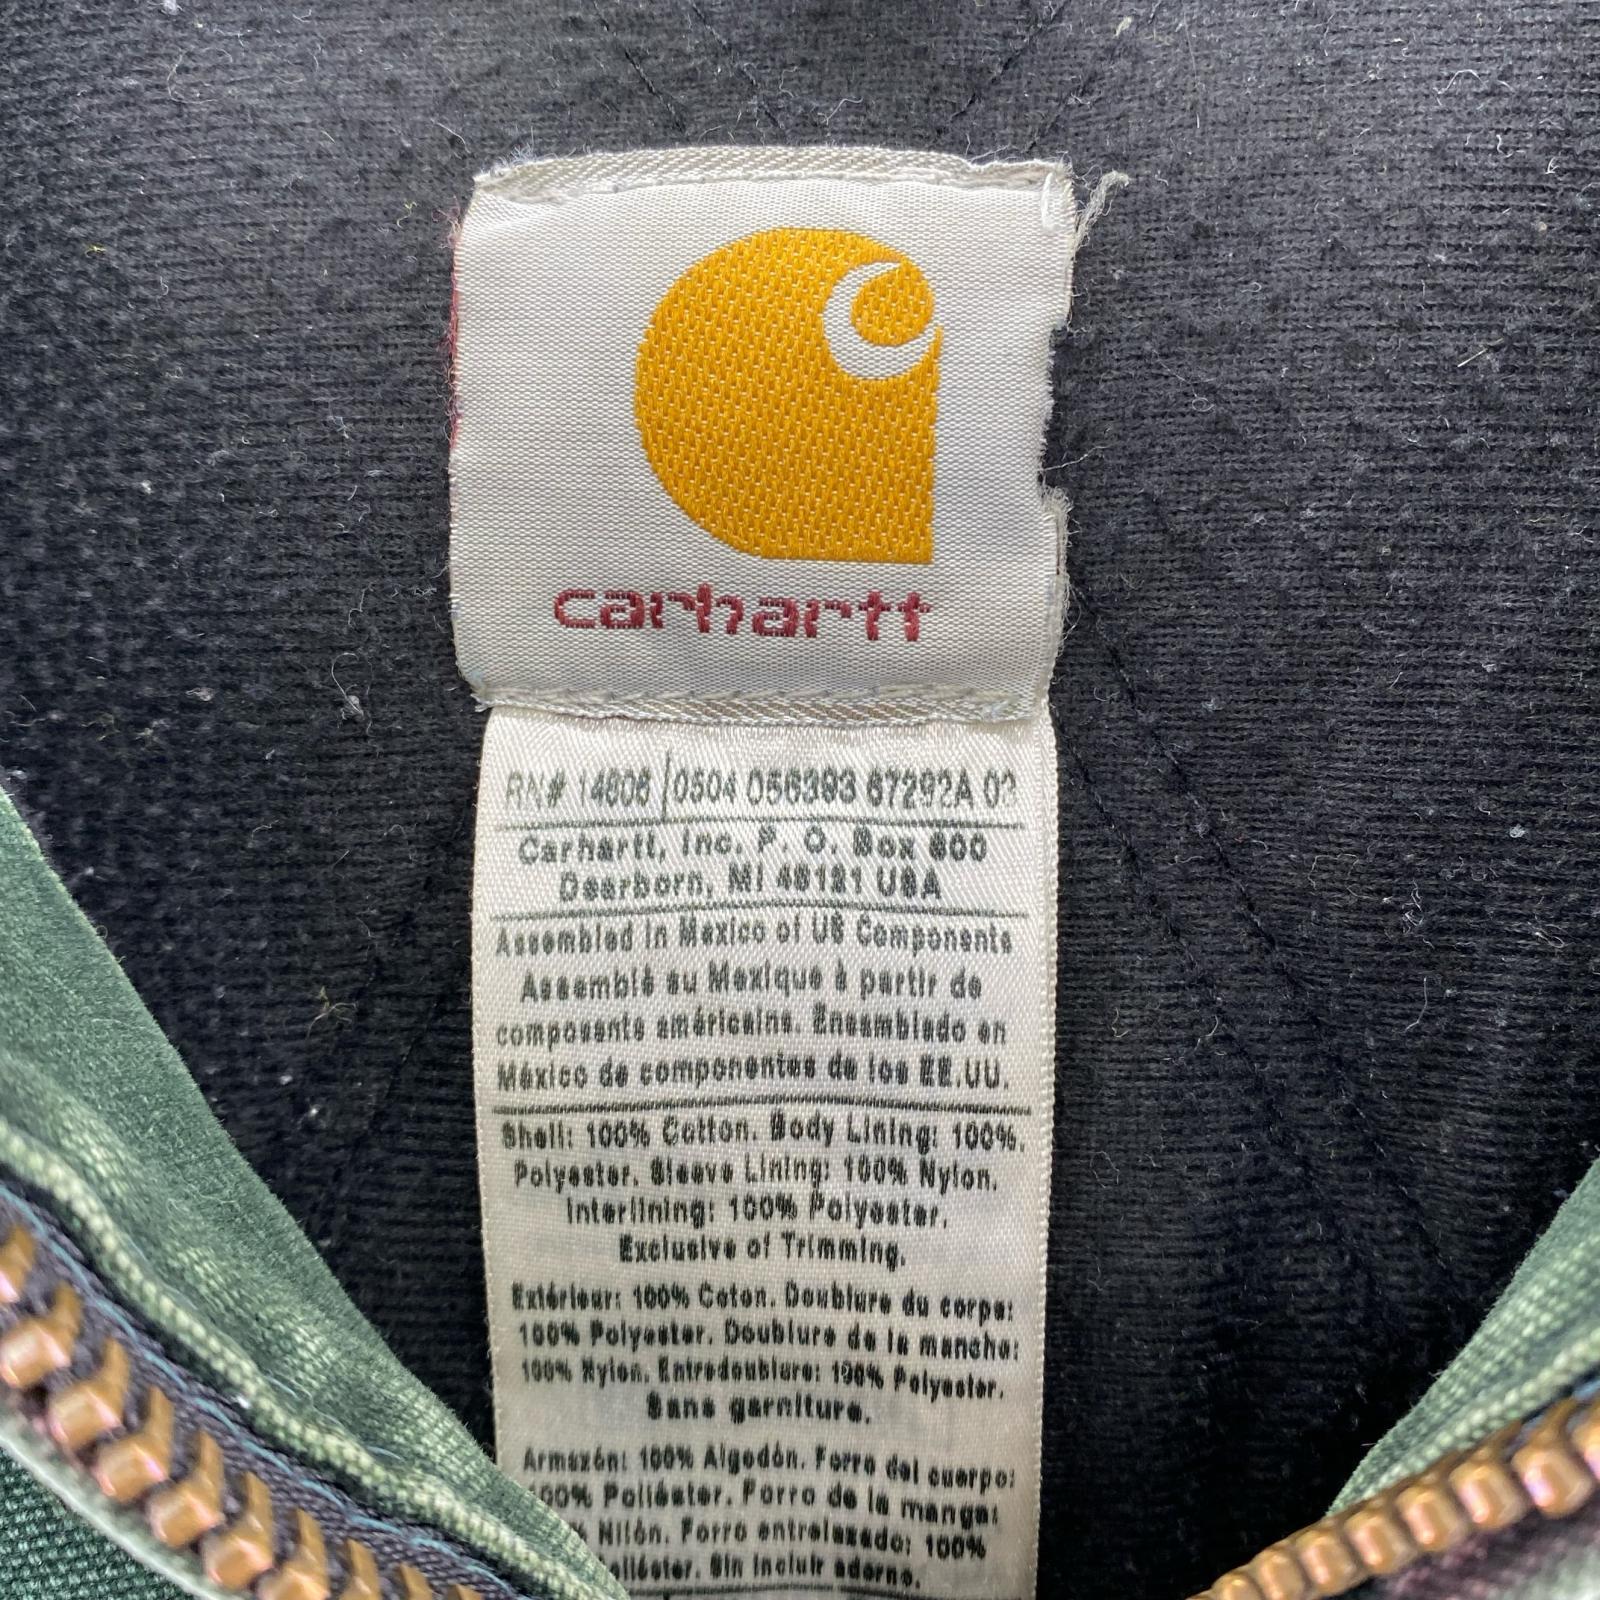 carhartt
RN# 14806 0504 056393 67292A 02
Carhartt, Inc. P. O. Box 600
Dearborn, MI 48121 USA
Assembled in Mexico of US Components
Assemblé au Mexique à partir de
composants américains. Ensamblado en
México de componentes de los EE.UU.
Shell: 100% Cotton. Body Lining: 100%.
Polyester. Sleeve Lining: 100% Nylon.
Interlining: 100% Polyester.
Exclusive of Trimming.
Extérieur: 100% Coton. Doublure du corps:
100% Polyester. Doublure de la manche:
100% Nylon. Entredoublure: 100% Polyester.
Sans garniture.
Armazón: 100% Algodón. Forro del cuerpo:
100% Poliéster. Forro de la manga:
% Nilón. Forro entrelazado: 100%
oliéster. Sin incluir adorno.